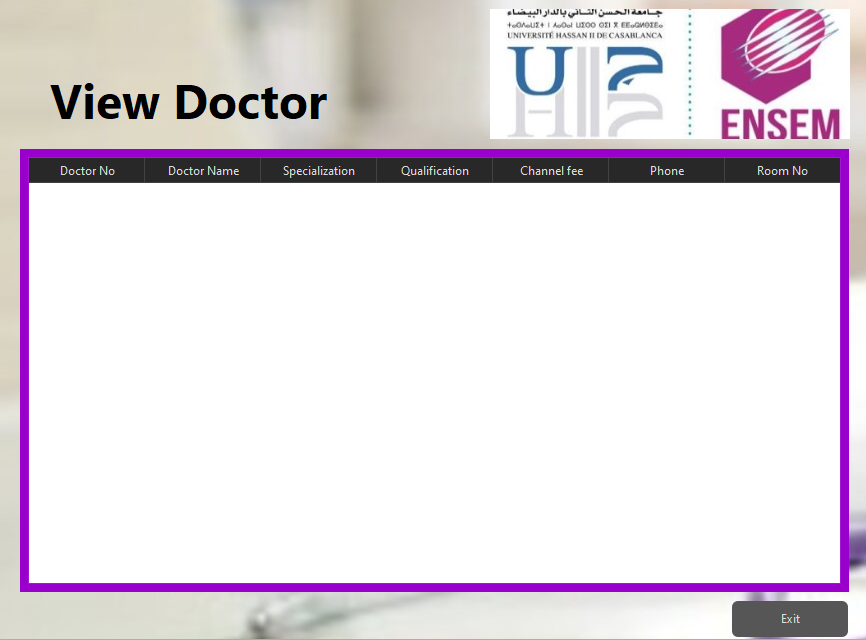 جامعة الحسن الثاني بالدار البيضاء
UNIVERSITÉ HASSAN II DE CASABLANCA
ENSEM
View Doctor
Doctor No Doctor Name Specialization Qualification Channel fee Phone Room No
Exit